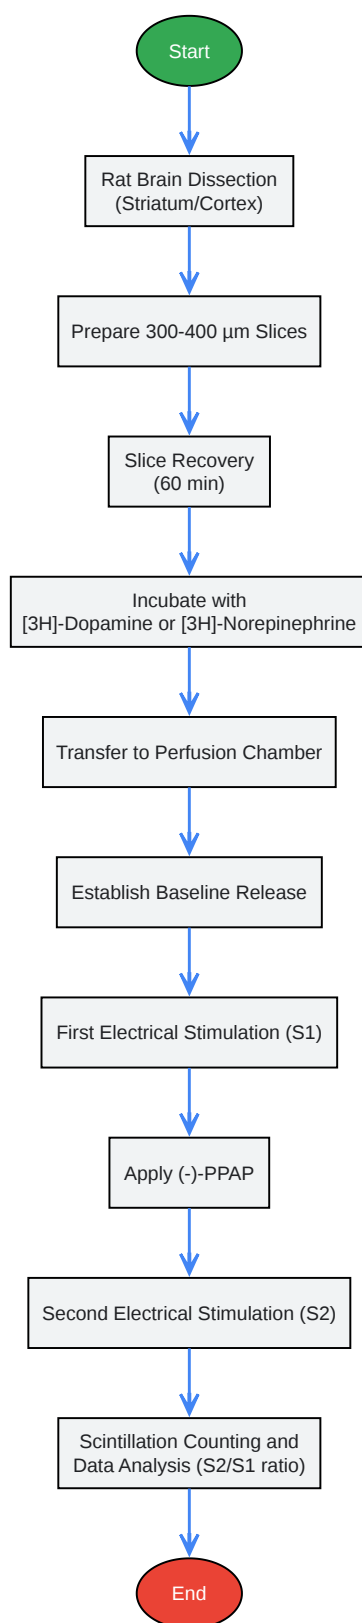 Start
Rat Brain Dissection
(Striatum/Cortex)
Prepare 300-400 µm Slices
Slice Recovery
(60 min)
Incubate with
[3H]-Dopamine or [3H]-Norepinephrine
Transfer to Perfusion Chamber
Establish Baseline Release
First Electrical Stimulation (S1)
Apply (-)-PPAP
Second Electrical Stimulation (S2)
Scintillation Counting and
Data Analysis (S2/S1 ratio)
End